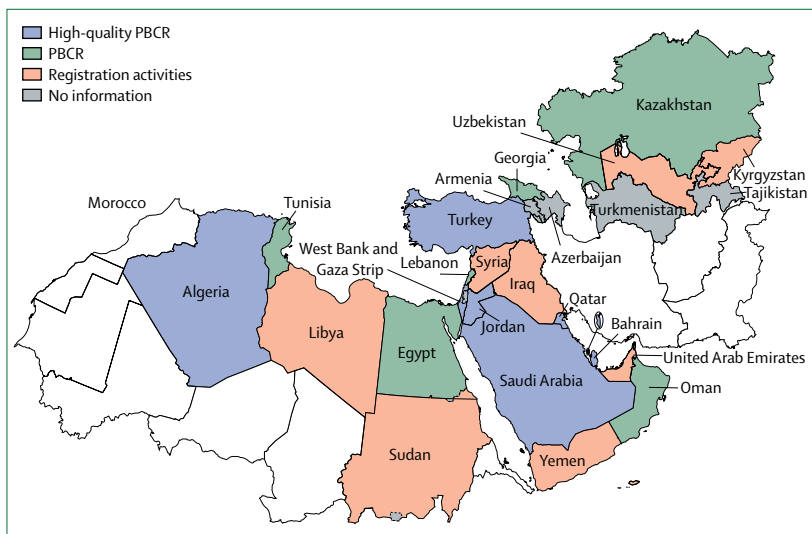 High-quality PBCR
PBCR
Registration activities
No information
Kazakhstan
Uzbekistan
Georgia
Kyrgyzstan
Armenia
Tajikistan
Morocco
Tunisia
Turkey
Turkmenistan
West Bank and
Gaza Strip
Lebanon
Syria
Azerbaijan
Algeria
Iraq
Qatar
Libya
Jordan
Bahrain
Egypt
United Arab Emirates
Saudi Arabia
Oman
Sudan
Yemen